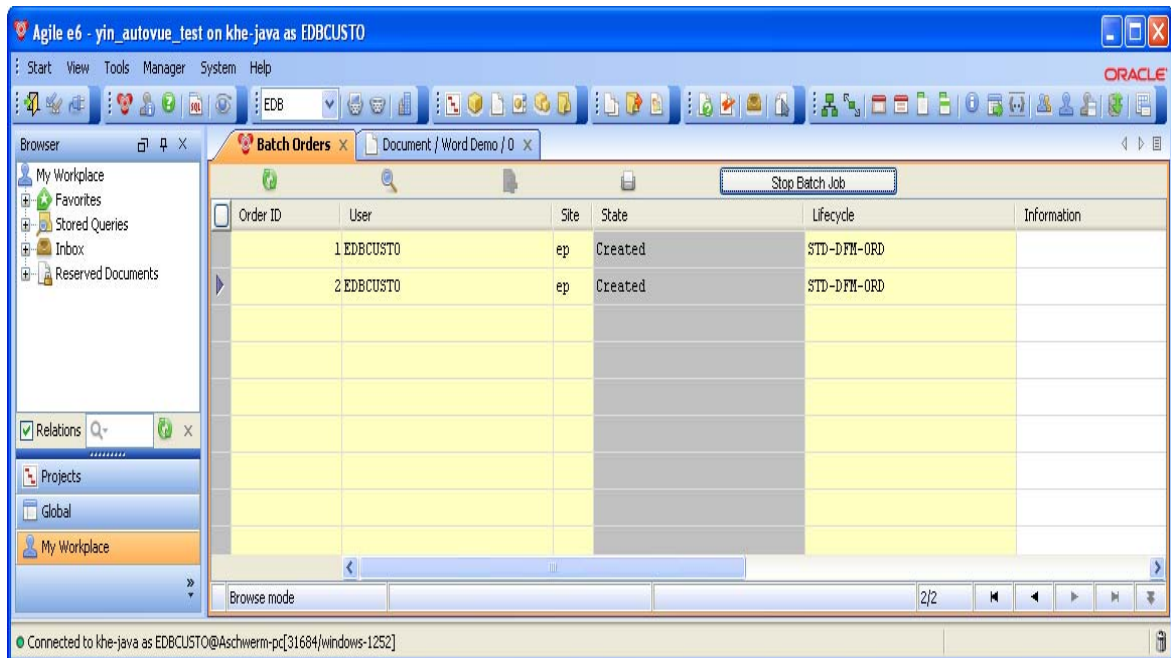 Agile e6 - yin_autovue_test on khe-java as EDBCUSTO
Start View Tools Manager System Help
ORACLE
SQL EDB
Browser
Batch Orders
Document / Word Demo / 0
My Workplace
Favorites
Stored Queries
Inbox
Reserved Documents
Stop Batch Job
Order ID User Site State Lifecycle Information
1 EDBCUSTO ep Created STD-DFM-ORD
2 EDBCUSTO ep Created STD-DFM-ORD
Relations
Projects
Global
My Workplace
Browse mode 2/2
Connected to khe-java as EDBCUSTO@Aschwerm-pc[31684/windows-1252]